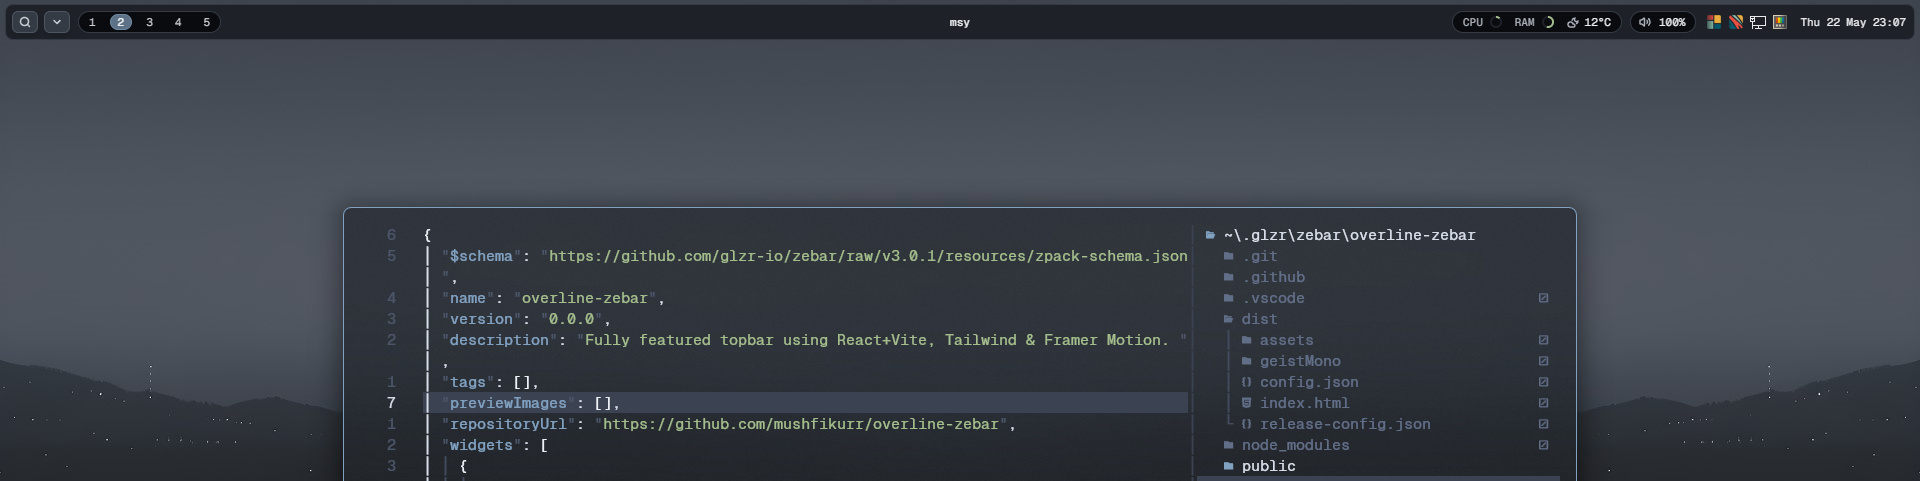 1 2 3 4 5
msy
CPU RAM 12°C 100% Thu 22 May 23:07
6 {
5 "$schema": "https://github.com/glzr-io/zebar/raw/v3.0.1/resources/zpack-schema.json
",
4 "name": "overline-zebar",
3 "version": "0.0.0",
2 "description": "Fully featured topbar using React+Vite, Tailwind & Framer Motion. "
,
1 "tags": [],
7 "previewImages": [],
1 "repositoryUrl": "https://github.com/mushfikurr/overline-zebar",
2 "widgets": [
3 {
~\.glzr\zebar\overline-zebar
.git
.github
.vscode
dist
assets
geistMono
config.json
index.html
release-config.json
node_modules
public